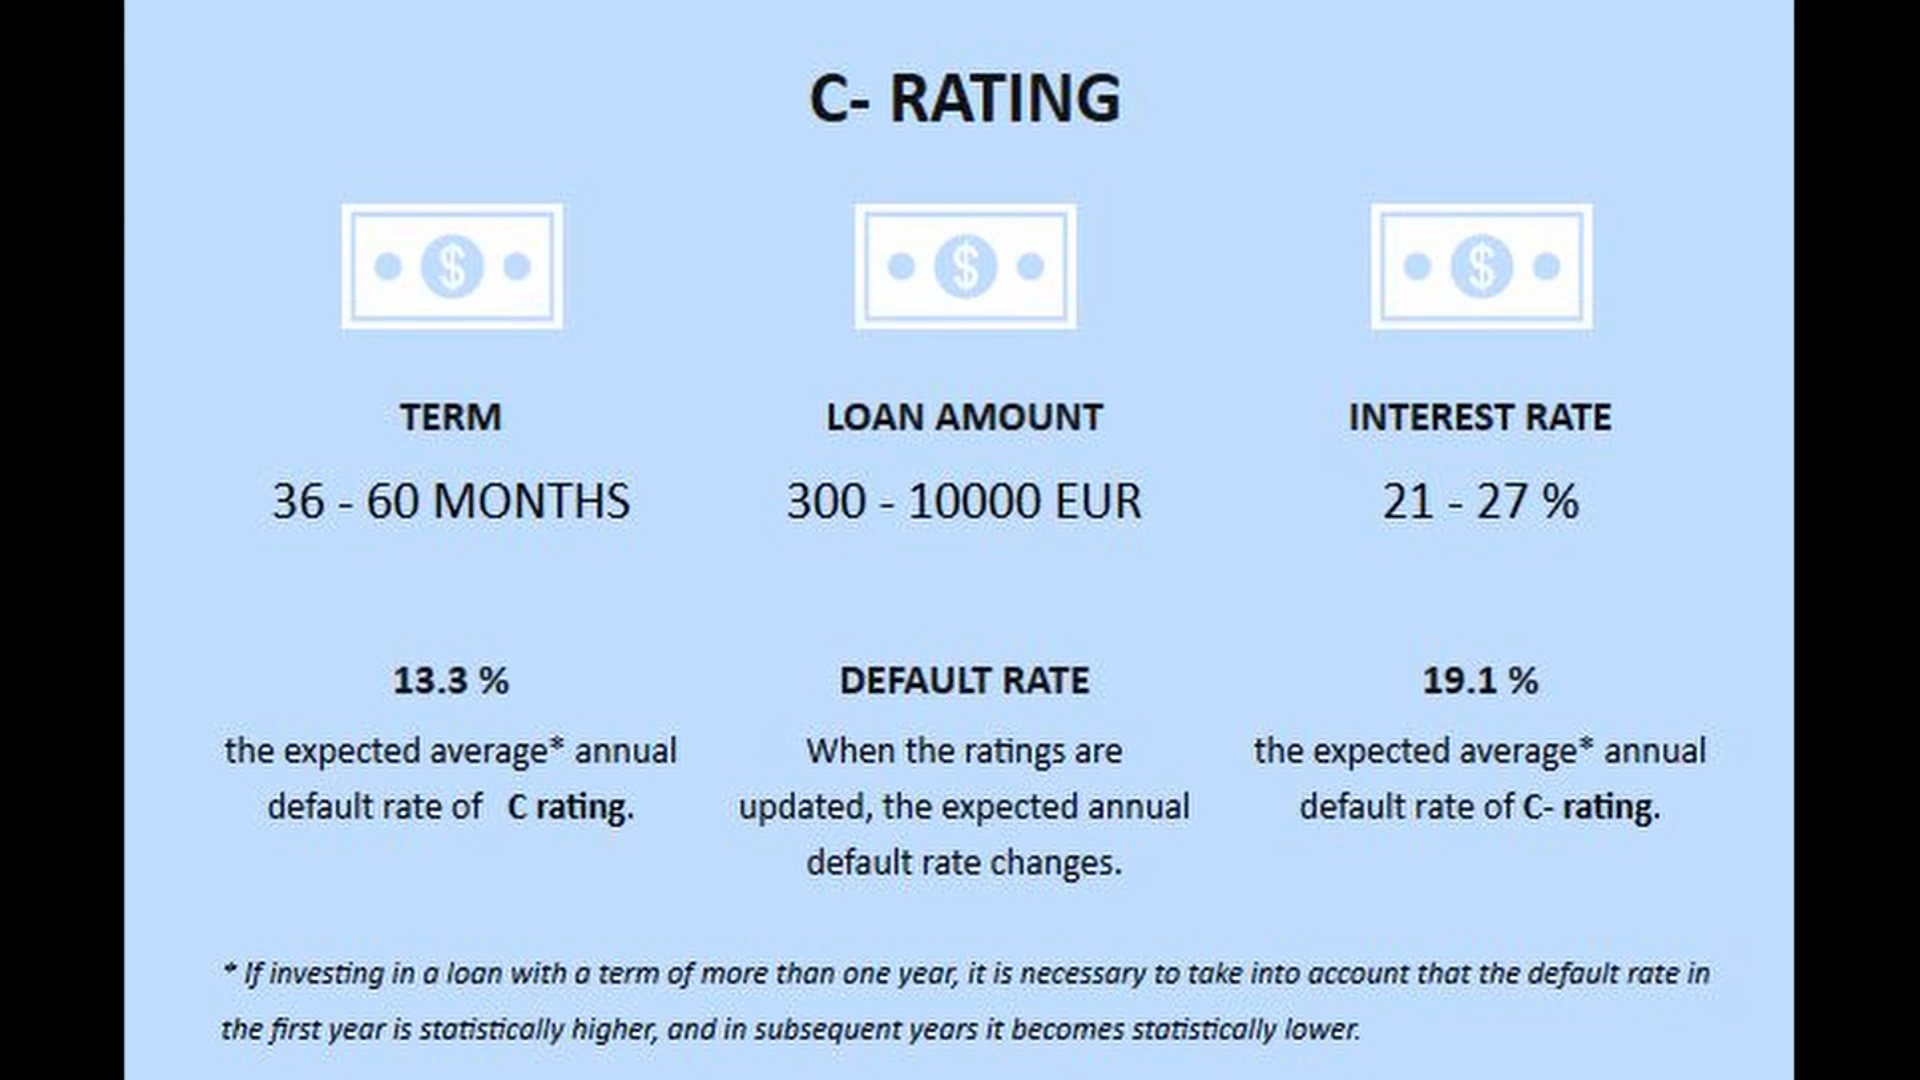 C- RATING
$ $ $
TERM
36 - 60 MONTHS
LOAN AMOUNT
300 - 10000 EUR
INTEREST RATE
21 - 27 %
13.3 %
the expected average* annual
default rate of C rating.
DEFAULT RATE
When the ratings are
updated, the expected annual
default rate changes.
19.1 %
the expected average* annual
default rate of C- rating.
* If investing in a loan with a term of more than one year, it is necessary to take into account that the default rate in
the first year is statistically higher, and in subsequent years it becomes statistically lower.